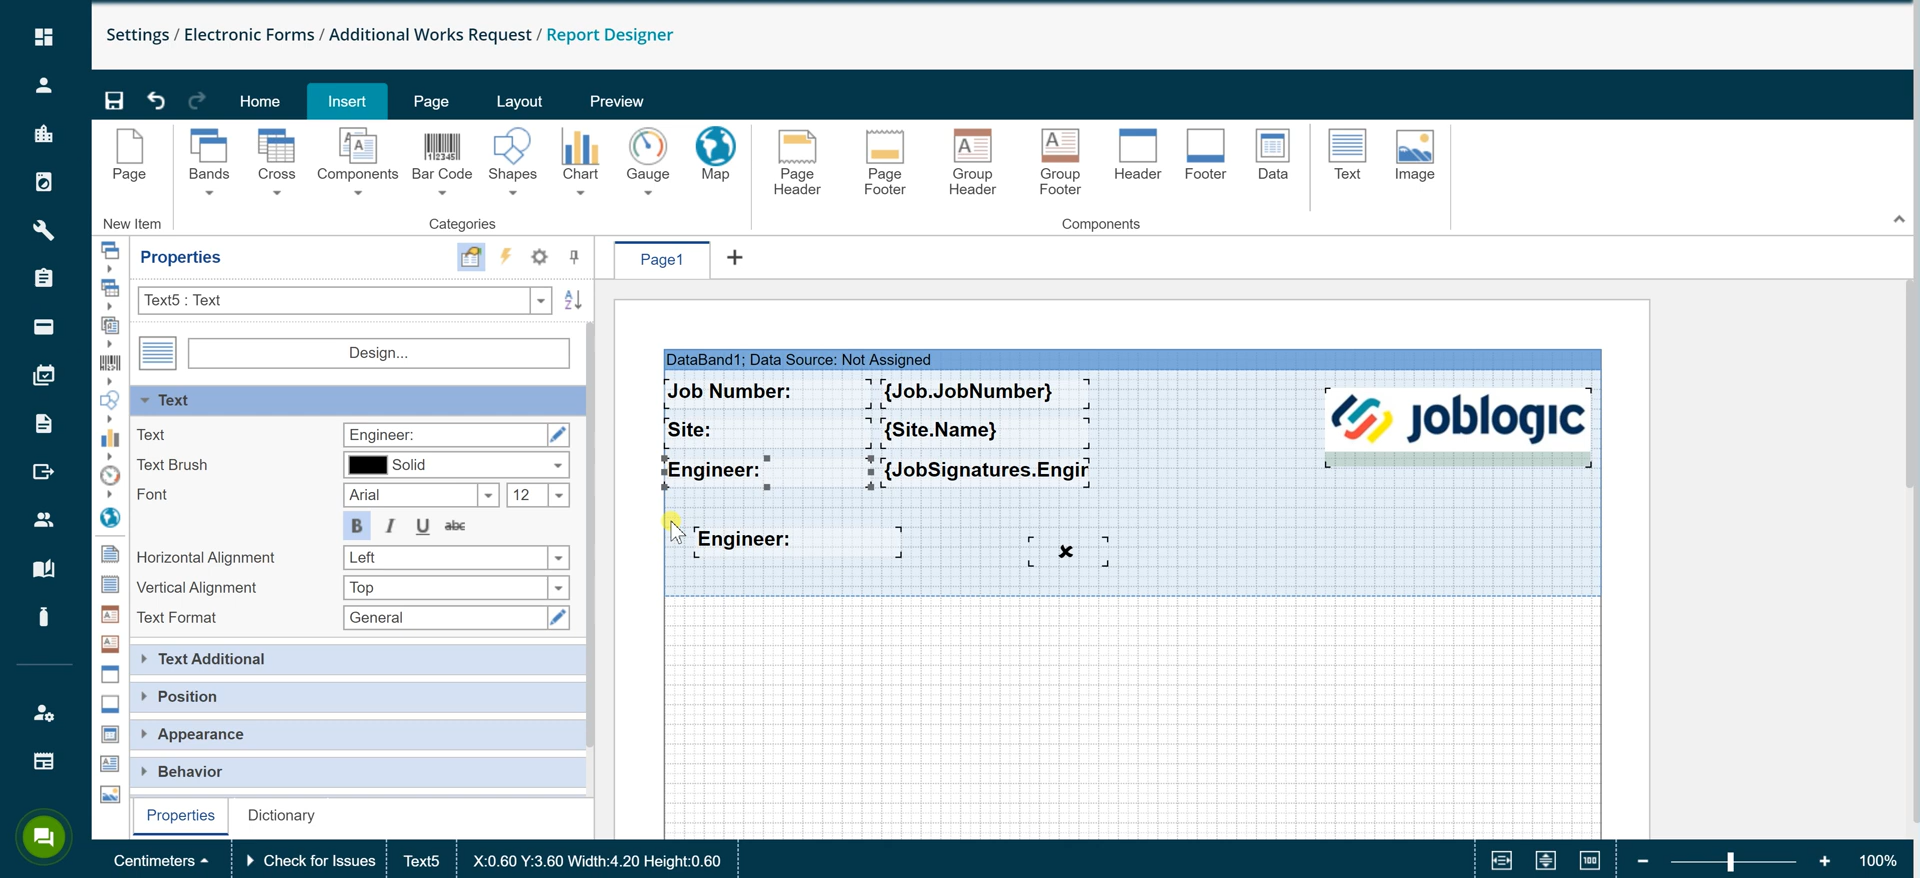 Settings / Electronic Forms / Additional Works Request / Report Designer
Home Insert Page Layout Preview
Page Bands Cross Components Bar Code Shapes Chart Gauge Map Page Header Page Footer Group Header Group Footer Header Footer Data Text Image
New Item Categories Components
Properties
Page1 +
Text5 : Text
A Z
Design...
DataBand1; Data Source: Not Assigned
Text
Job Number: {Job.JobNumber}
joblogic
Text Engineer:
Site: {Site.Name}
Text Brush Solid
Engineer: {JobSignatures.Engir
Font Arial 12
B I U abc
Engineer:
Horizontal Alignment Left
Vertical Alignment Top
Text Format General
Text Additional
Position
Appearance
Behavior
Properties Dictionary
Centimeters Check for Issues Text5 X:0.60 Y:3.60 Width:4.20 Height:0.60 100 - + 100%